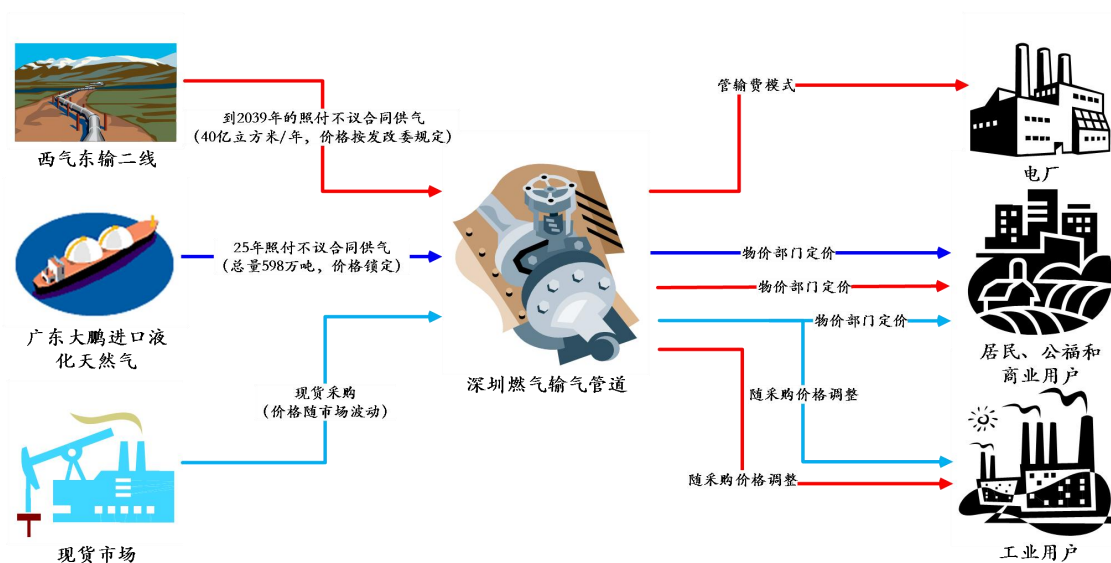 到2039年的照付不议合同供气
（40亿立方米/年，价格按发改委规定）
西气东输二线
25年照付不议合同供气
（总量598万吨，价格锁定）
广东大鹏进口液
化天然气
现货采购
（价格随市场波动）
现货市场
深圳燃气输气管道
管输费模式
电厂
物价部门定价
物价部门定价
物价部门定价
居民、公福和
商业用户
随采购价格调整
随采购价格调整
工业用户